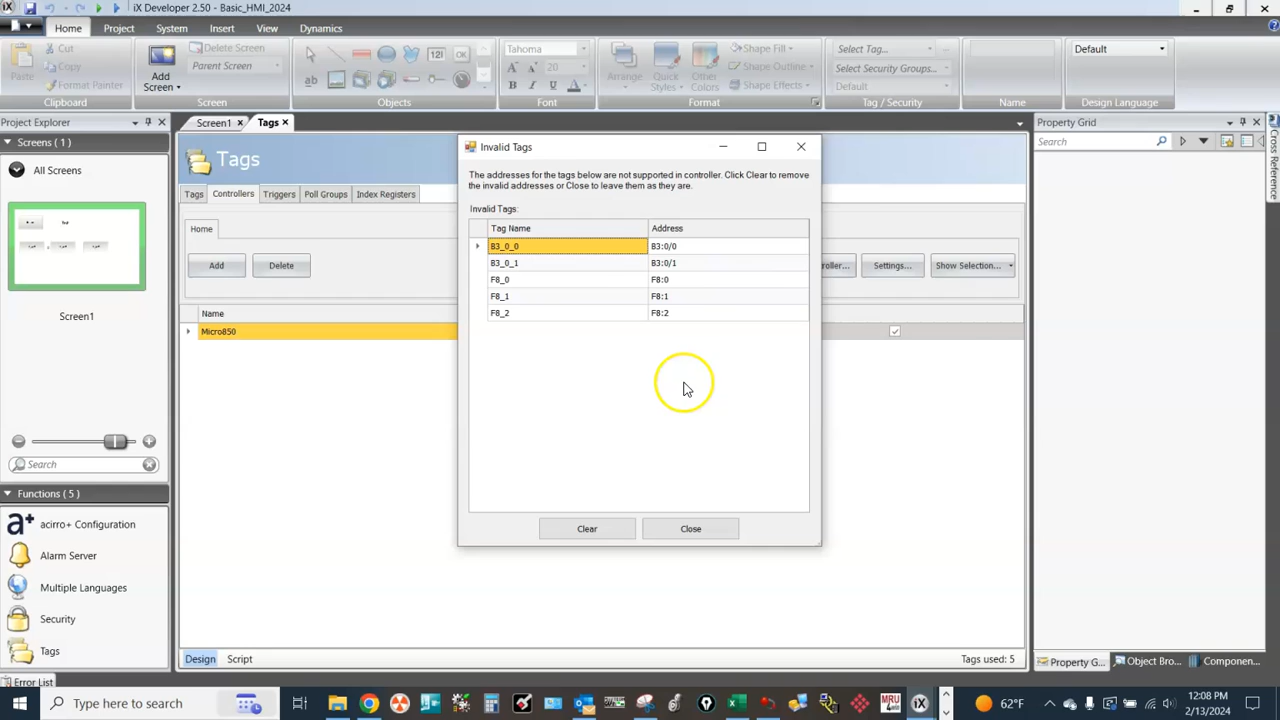 iX Developer 2.50 - Basic_HMI_2024
Home
Project
System
Insert
View
Dynamics
Paste
Cut
Copy
Format Painter
Clipboard
Add
Screen
Delete Screen
Parent Screen
Screen
ab
123
OK
Objects
Tahoma
20
B I U A
Font
Arrange
Quick
Styles
Other
Colors
Shape Fill
Shape Outline
Shape Effects
Format
Select Tag...
Select Security Groups...
Default
Tag / Security
Name
Default
Design Language
Project Explorer
Screen1
Tags
Property Grid
Screens ( 1 )
All Screens
Screen1
Search
Functions ( 5 )
acirro+ Configuration
Alarm Server
Multiple Languages
Security
Tags
Error List
Tags
Tags
Controllers
Triggers
Poll Groups
Index Registers
Home
Add
Delete
oller...
Settings...
Show Selection...
Name
Micro850
Invalid Tags
The addresses for the tags below are not supported in controller. Click Clear to remove
the invalid addresses or Close to leave them as they are.
Invalid Tags:
Tag Name Address
B3_0_0 B3:0/0
B3_0_1 B3:0/1
F8_0 F8:0
F8_1 F8:1
F8_2 F8:2
Clear
Close
Design
Script
Tags used: 5
Search
Cross Reference
Property G...
Object Bro...
Componen...
Type here to search
MRU
62°F
12:08 PM
2/13/2024